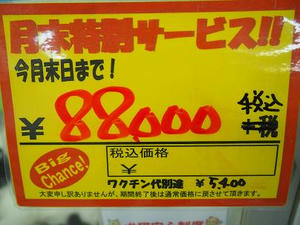 月末特別サービス!!
今月末日まで!
¥ 88,000 税込
Big Chance!
税込価格
¥
ワクチン代別途 ¥5,400
大変申し訳ありませんが、期間終了後は通常価格に戻させて頂きます。